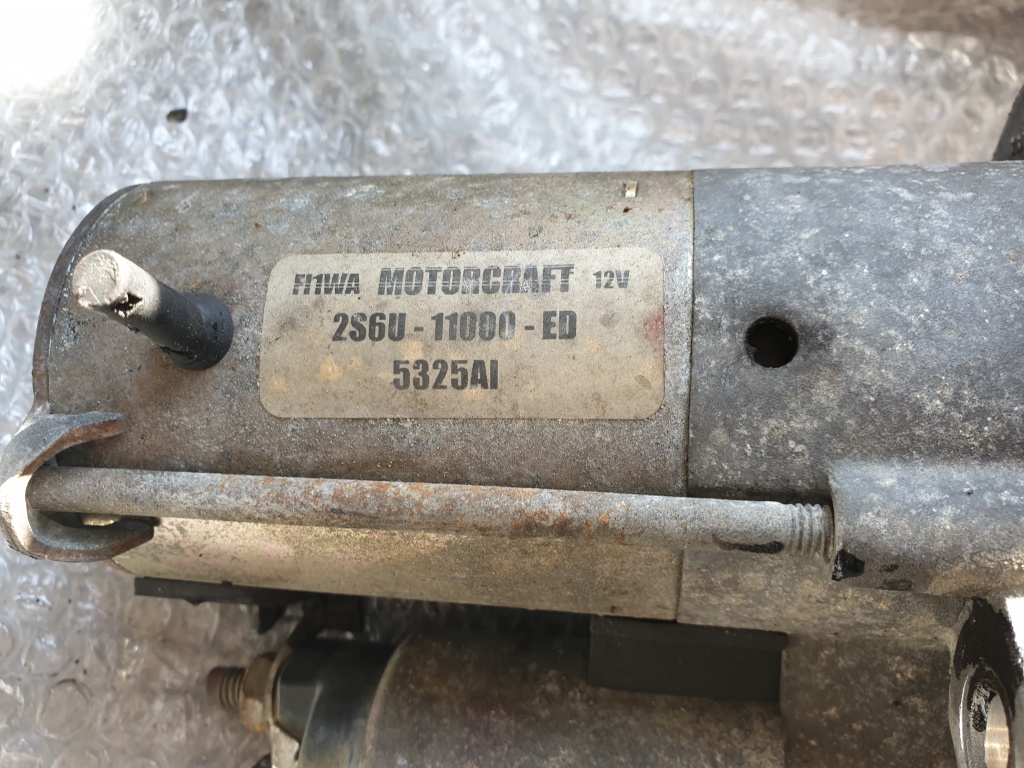 FI1WA MOTORCRAFT 12V
2S6U - 11000 - ED
5325AI